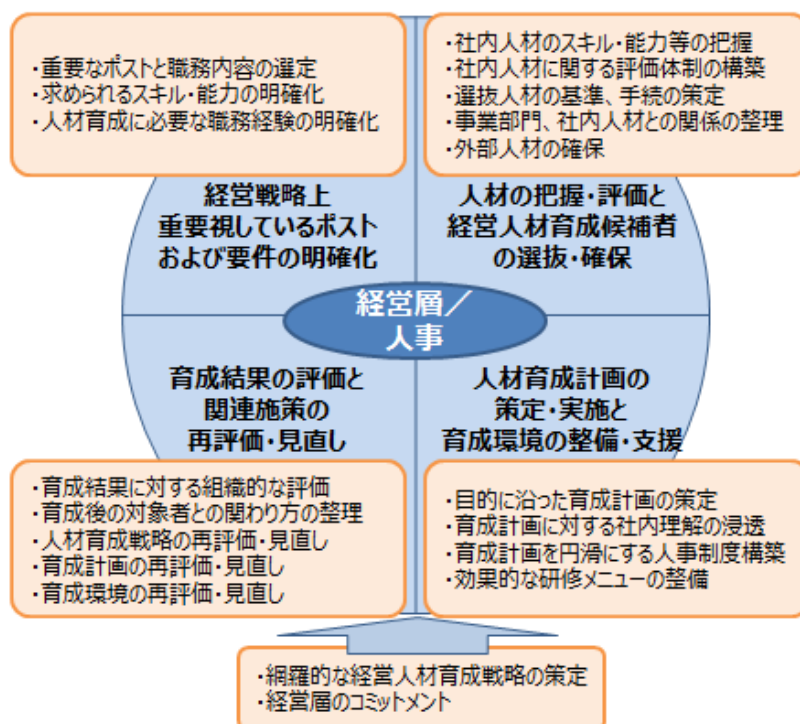 ・重要なポストと職務内容の選定
・求められるスキル・能力の明確化
・人材育成に必要な職務経験の明確化
・社内人材のスキル・能力等の把握
・社内人材に関する評価体制の構築
・選抜人材の基準、手続の策定
・事業部門、社内人材との関係の整理
・外部人材の確保
経営戦略上
重要視しているポスト
および要件の明確化
人材の把握・評価と
経営人材育成候補者
の選抜・確保
経営層／
人事
育成結果の評価と
関連施策の
再評価・見直し
人材育成計画の
策定・実施と
育成環境の整備・支援
・育成結果に対する組織的な評価
・育成後の対象者との関わり方の整理
・人材育成戦略の再評価・見直し
・育成計画の再評価・見直し
・育成環境の再評価・見直し
・目的に沿った育成計画の策定
・育成計画に対する社内理解の浸透
・育成計画を円滑にする人事制度構築
・効果的な研修メニューの整備
・網羅的な経営人材育成戦略の策定
・経営層のコミットメント